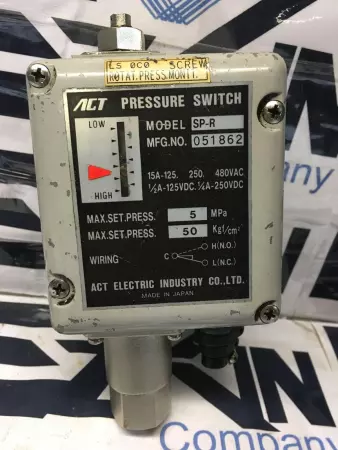 LS OCO SCREW
ROTAT.PRESS.MONIT.
ACT PRESSURE SWITCH
LOW
HIGH
MODEL SP-R
MFG.NO. 051862
15A-125. 250. 480VAC
½A-125VDC. ¼A-250VDC
MAX.SET.PRESS. 5 MPa
MAX.SET.PRESS. 50 Kgf/cm²
WIRING C H(N.O.)
L(N.C.)
ACT ELECTRIC INDUSTRY CO.,LTD.
MADE IN JAPAN
Company
Company